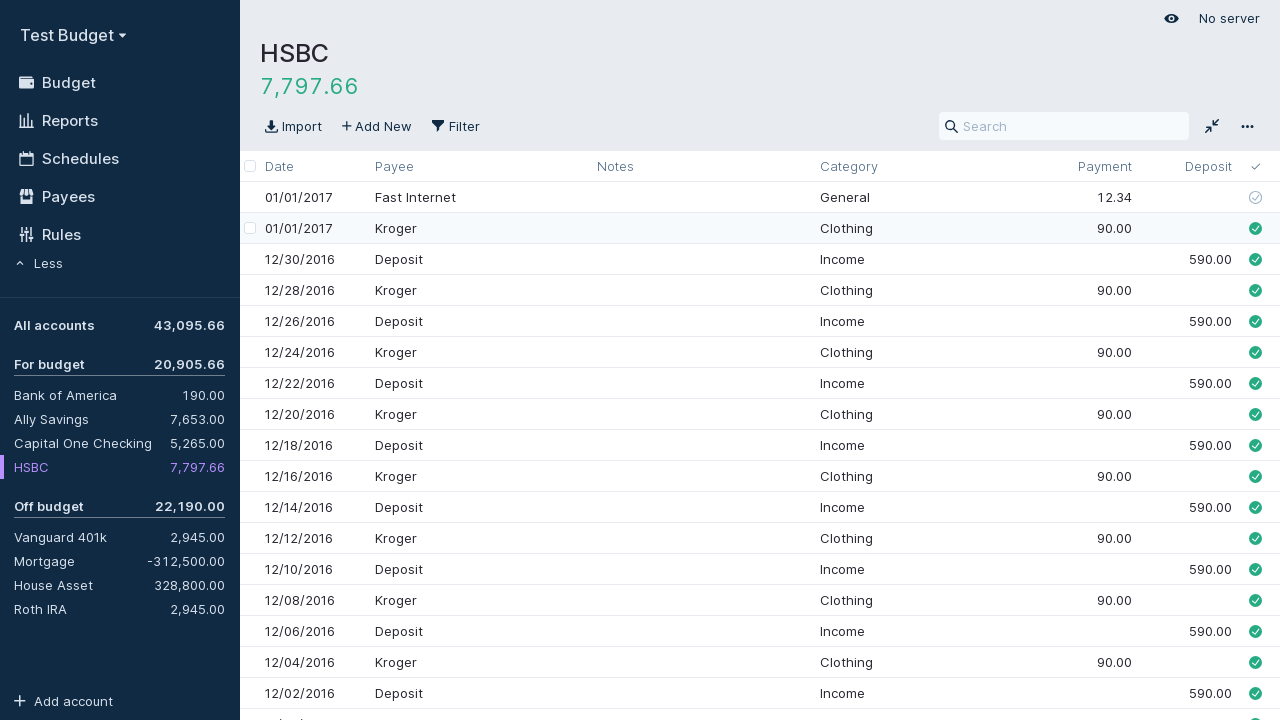 Test Budget
Budget
Reports
Schedules
Payees
Rules
Less
All accounts 43,095.66
For budget 20,905.66
Bank of America 190.00
Ally Savings 7,653.00
Capital One Checking 5,265.00
HSBC 7,797.66
Off budget 22,190.00
Vanguard 401k 2,945.00
Mortgage -312,500.00
House Asset 328,800.00
Roth IRA 2,945.00
Add account
No server
HSBC
7,797.66
Import Add New Filter Search
Date Payee Notes Category Payment Deposit
01/01/2017 Fast Internet General 12.34
01/01/2017 Kroger Clothing 90.00
12/30/2016 Deposit Income 590.00
12/28/2016 Kroger Clothing 90.00
12/26/2016 Deposit Income 590.00
12/24/2016 Kroger Clothing 90.00
12/22/2016 Deposit Income 590.00
12/20/2016 Kroger Clothing 90.00
12/18/2016 Deposit Income 590.00
12/16/2016 Kroger Clothing 90.00
12/14/2016 Deposit Income 590.00
12/12/2016 Kroger Clothing 90.00
12/10/2016 Deposit Income 590.00
12/08/2016 Kroger Clothing 90.00
12/06/2016 Deposit Income 590.00
12/04/2016 Kroger Clothing 90.00
12/02/2016 Deposit Income 590.00